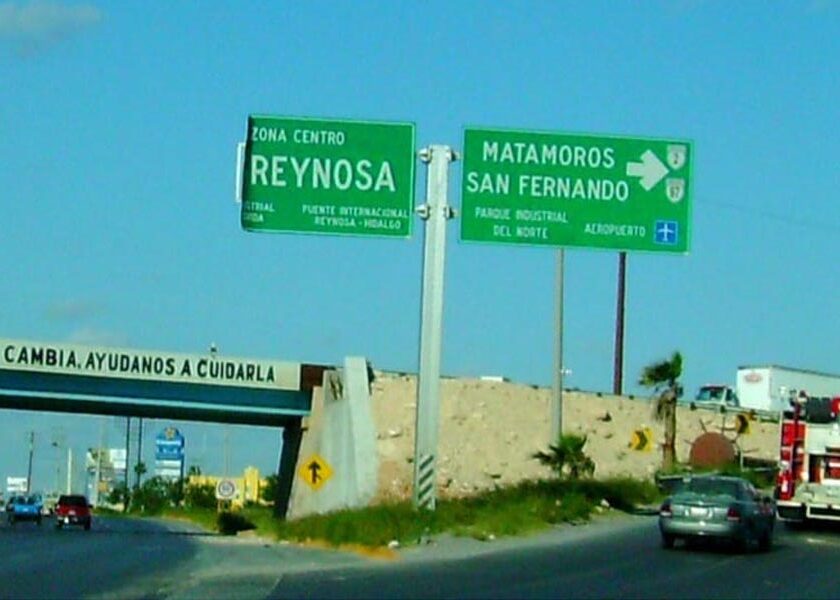 ZONA CENTRO
REYNOSA
PUENTE INTERNACIONAL
REYNOSA - HIDALGO
MATAMOROS
SAN FERNANDO
2
97
PARQUE INDUSTRIAL
DEL NORTE
AEROPUERTO
CAMBIA, AYUDANOS A CUIDARLA